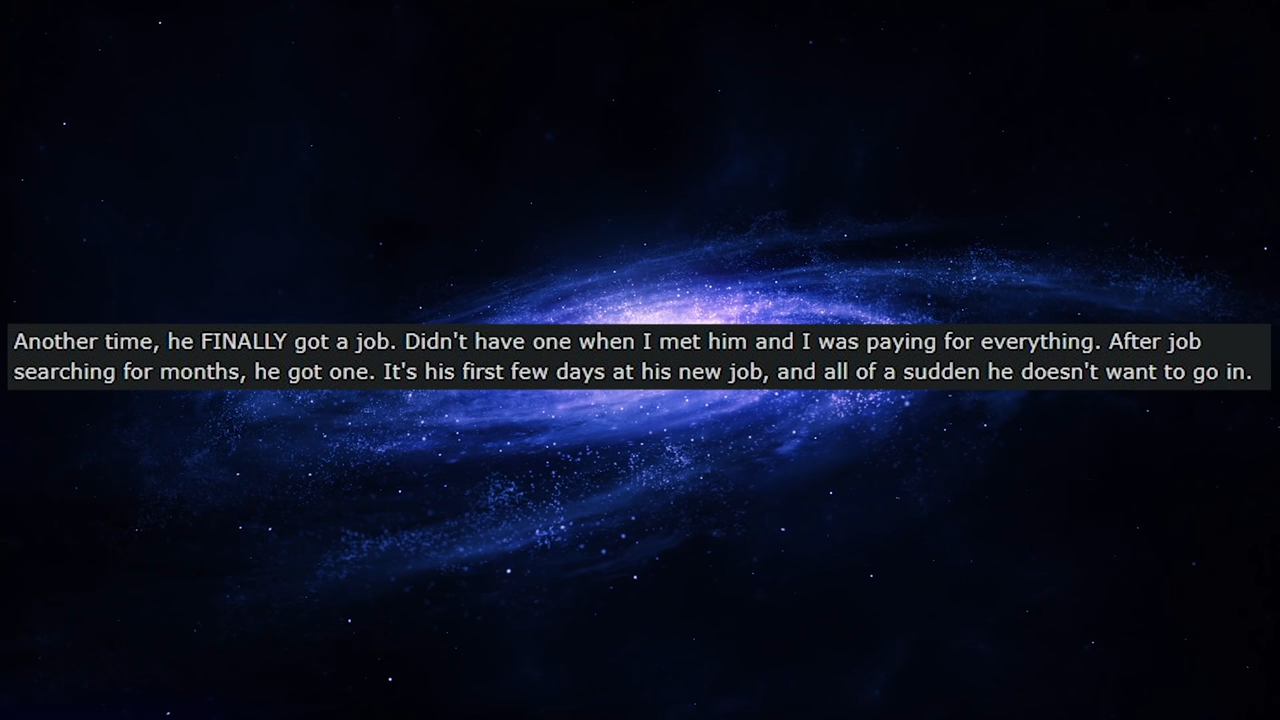 Another time, he FINALLY got a job. Didn't have one when I met him and I was paying for everything. After job
searching for months, he got one. It's his first few days at his new job, and all of a sudden he doesn't want to go in.